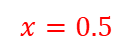 x = 0.5